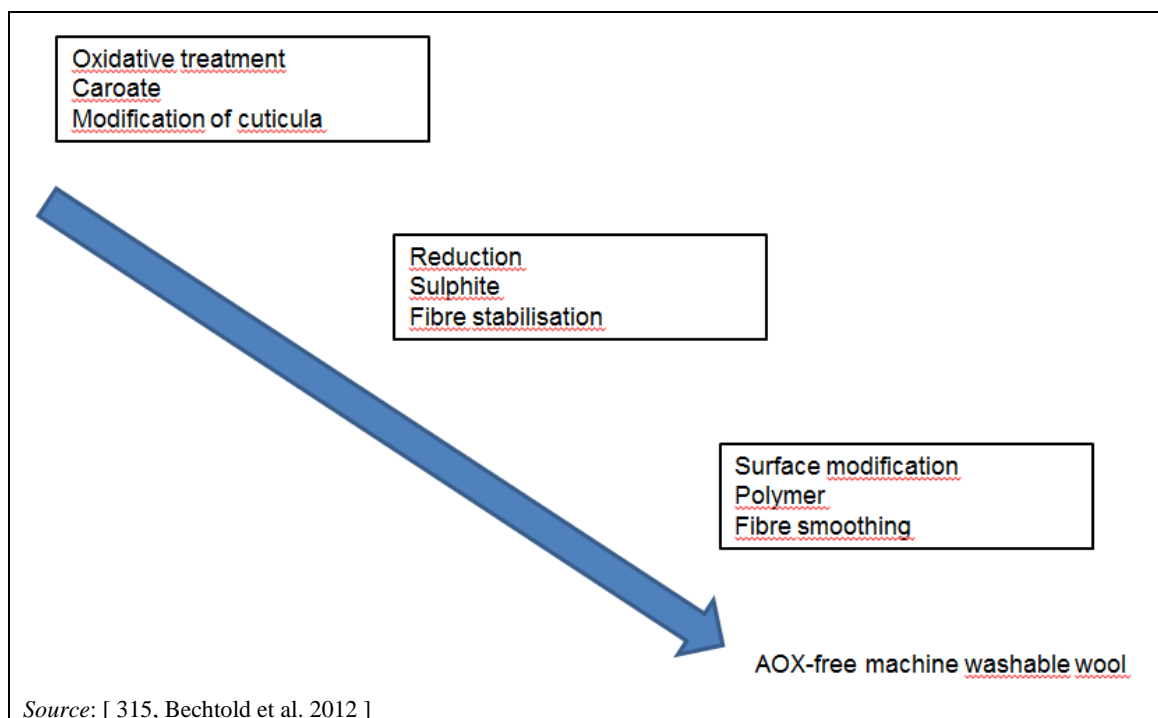 Oxidative treatment
Caroate
Modification of cuticula
Reduction
Sulphite
Fibre stabilisation
Surface modification
Polymer
Fibre smoothing
AOX-free machine washable wool
Source: [ 315, Bechtold et al. 2012 ]